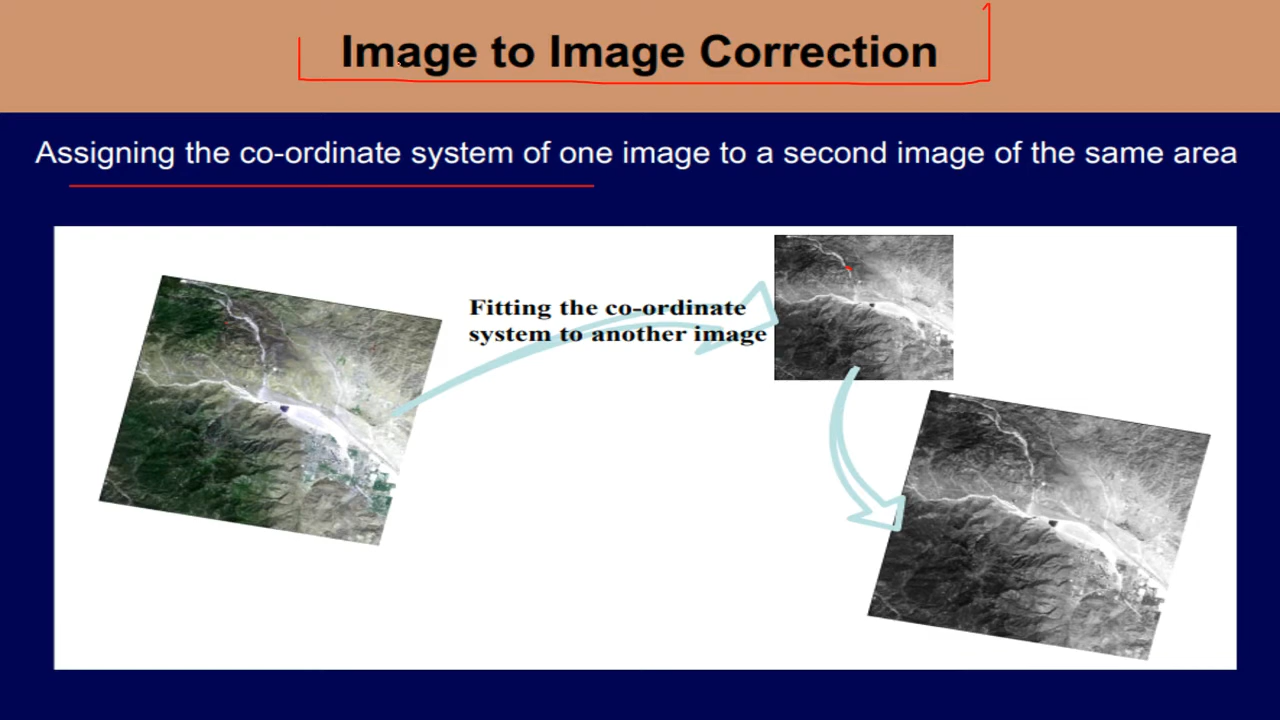 Image to Image Correction
Assigning the co-ordinate system of one image to a second image of the same area
Fitting the co-ordinate
system to another image